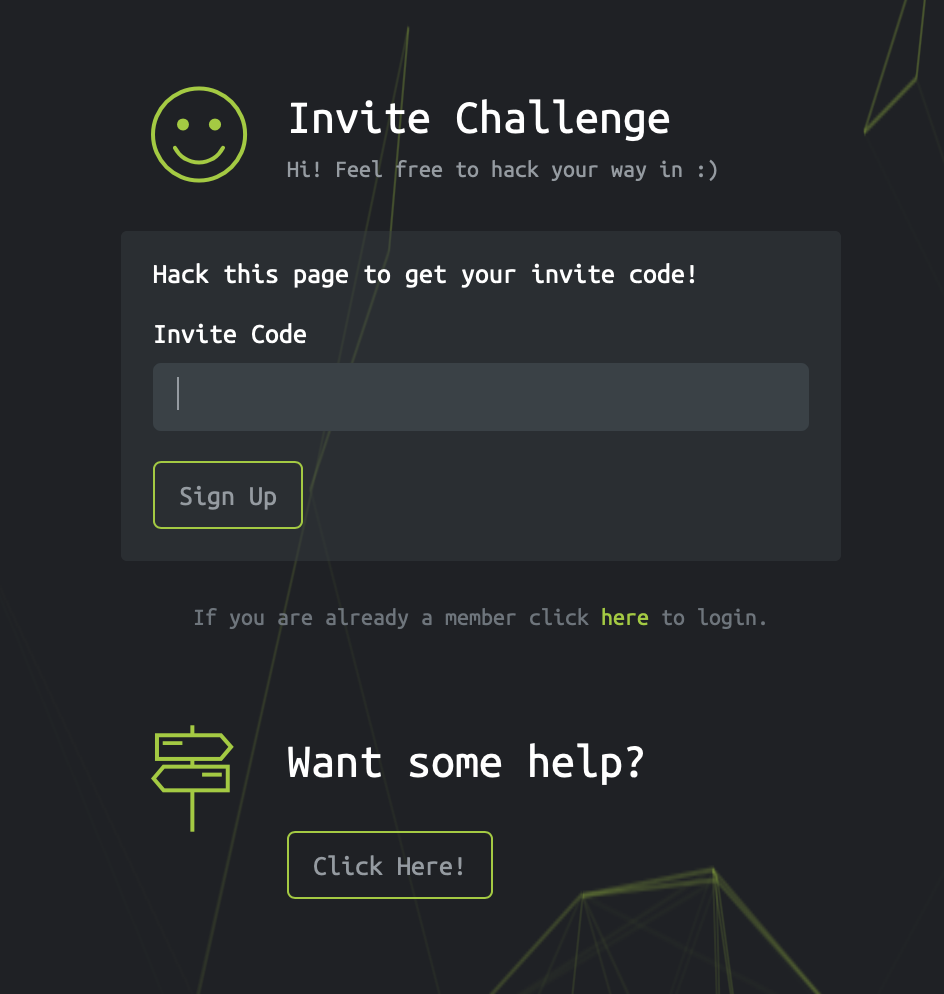 Invite Challenge
Hi! Feel free to hack your way in :)
Hack this page to get your invite code!
Invite Code
Sign Up
If you are already a member click here to login.
Want some help?
Click Here!